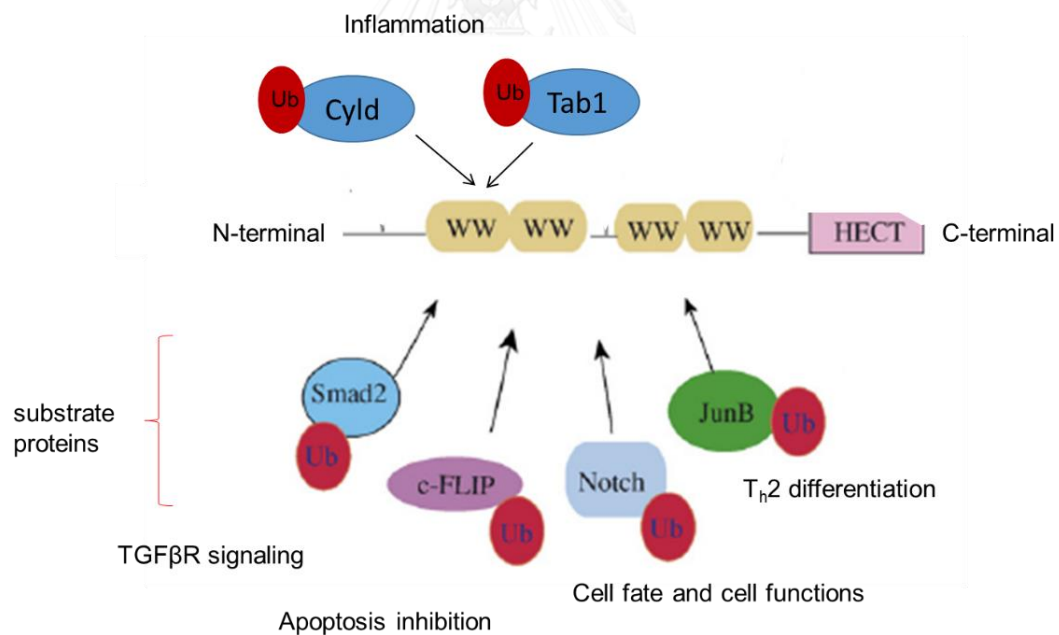 Inflammation
Ub
Cyld
Ub
Tab1
N-terminal
WW
WW
WW
WW
HECT
C-terminal
substrate
proteins
Smad2
Ub
c-FLIP
Ub
Notch
Ub
JunB
Ub
Th2 differentiation
TGFβR signaling
Cell fate and cell functions
Apoptosis inhibition